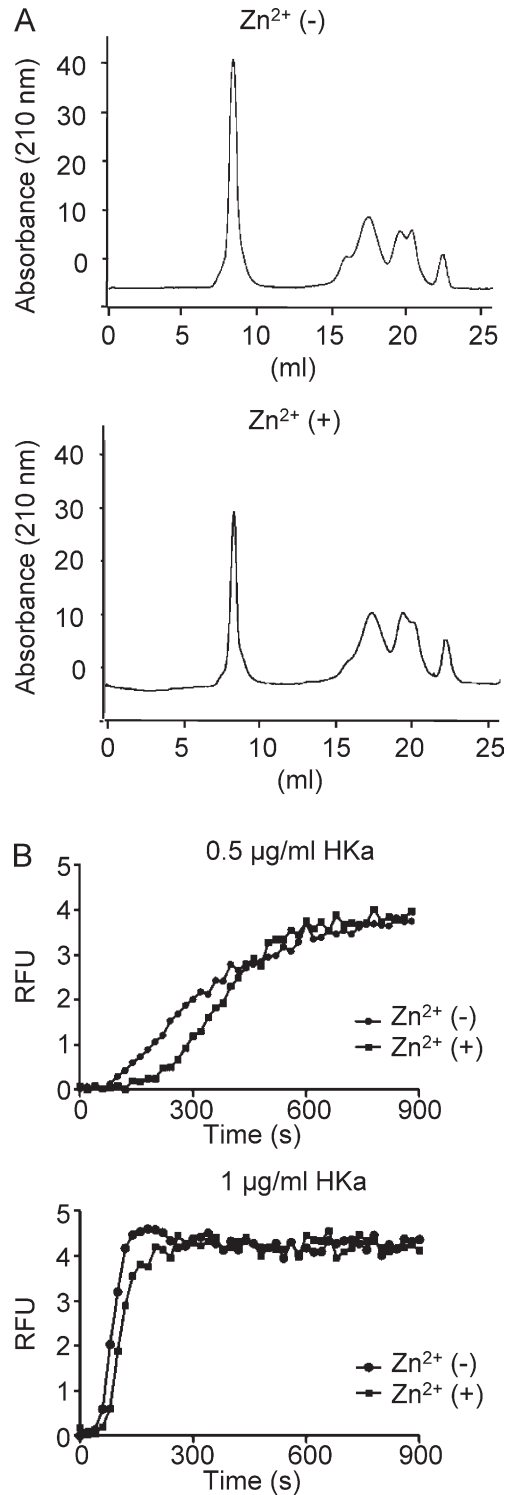 A
Zn²⁺ (-)
Absorbance (210 nm)
40
30
20
10
0
0 5 10 15 20 25
(ml)
Zn²⁺ (+)
Absorbance (210 nm)
40
30
20
10
0
0 5 10 15 20 25
(ml)
B
0.5 µg/ml HKa
RFU
5
4
3
2
1
0
Zn²⁺ (-)
Zn²⁺ (+)
0 300 600 900
Time (s)
1 µg/ml HKa
RFU
5
4
3
2
1
0
Zn²⁺ (-)
Zn²⁺ (+)
0 300 600 900
Time (s)